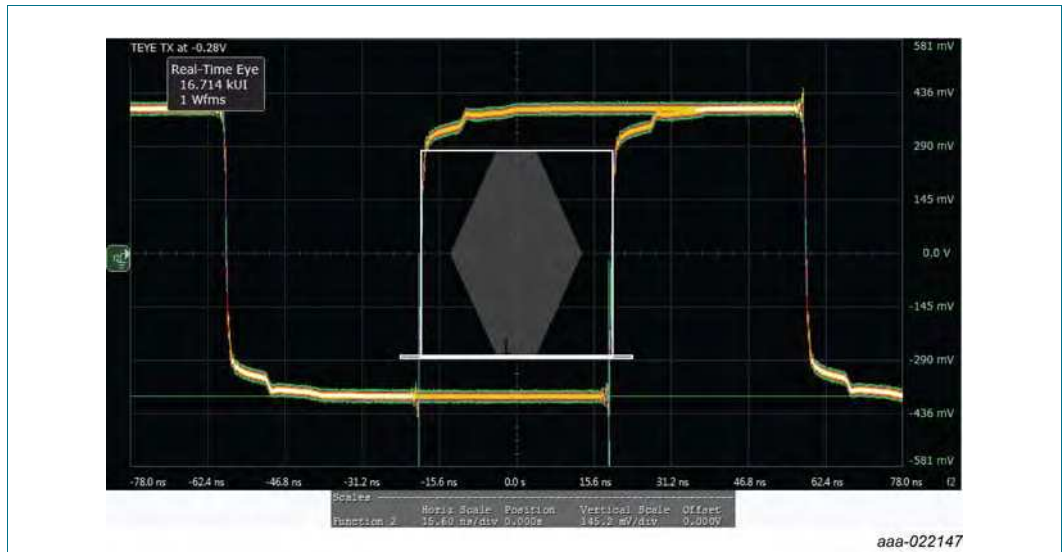 TEYE TX at -0.28V
Real-Time Eye
16.714 kUI
1 Wfms
581 mV
436 mV
290 mV
145 mV
0.0 V
-145 mV
-290 mV
-436 mV
-581 mV
-78.0 ns -62.4 ns -46.8 ns -31.2 ns -15.6 ns 0.0 s 15.6 ns 31.2 ns 46.8 ns 62.4 ns 78.0 ns f2
Scales
Horiz Scale Position Vertical Scale Offset
Function 2 15.60 ns/div 0.000s 145.2 mV/div 0.000V
aaa-022147